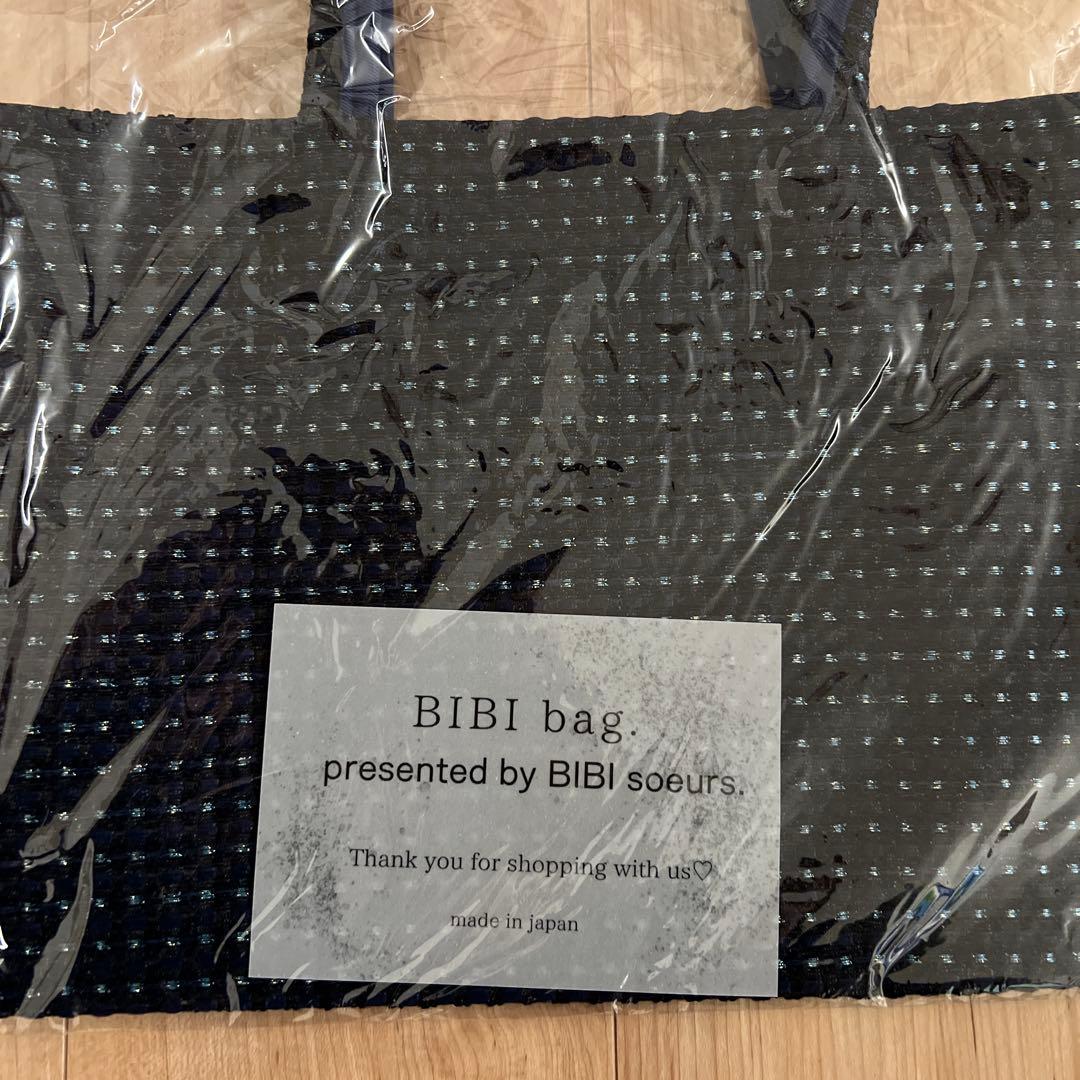 BIBI bag.
presented by BIBI soeurs.
Thank you for shopping with us♡
made in japan